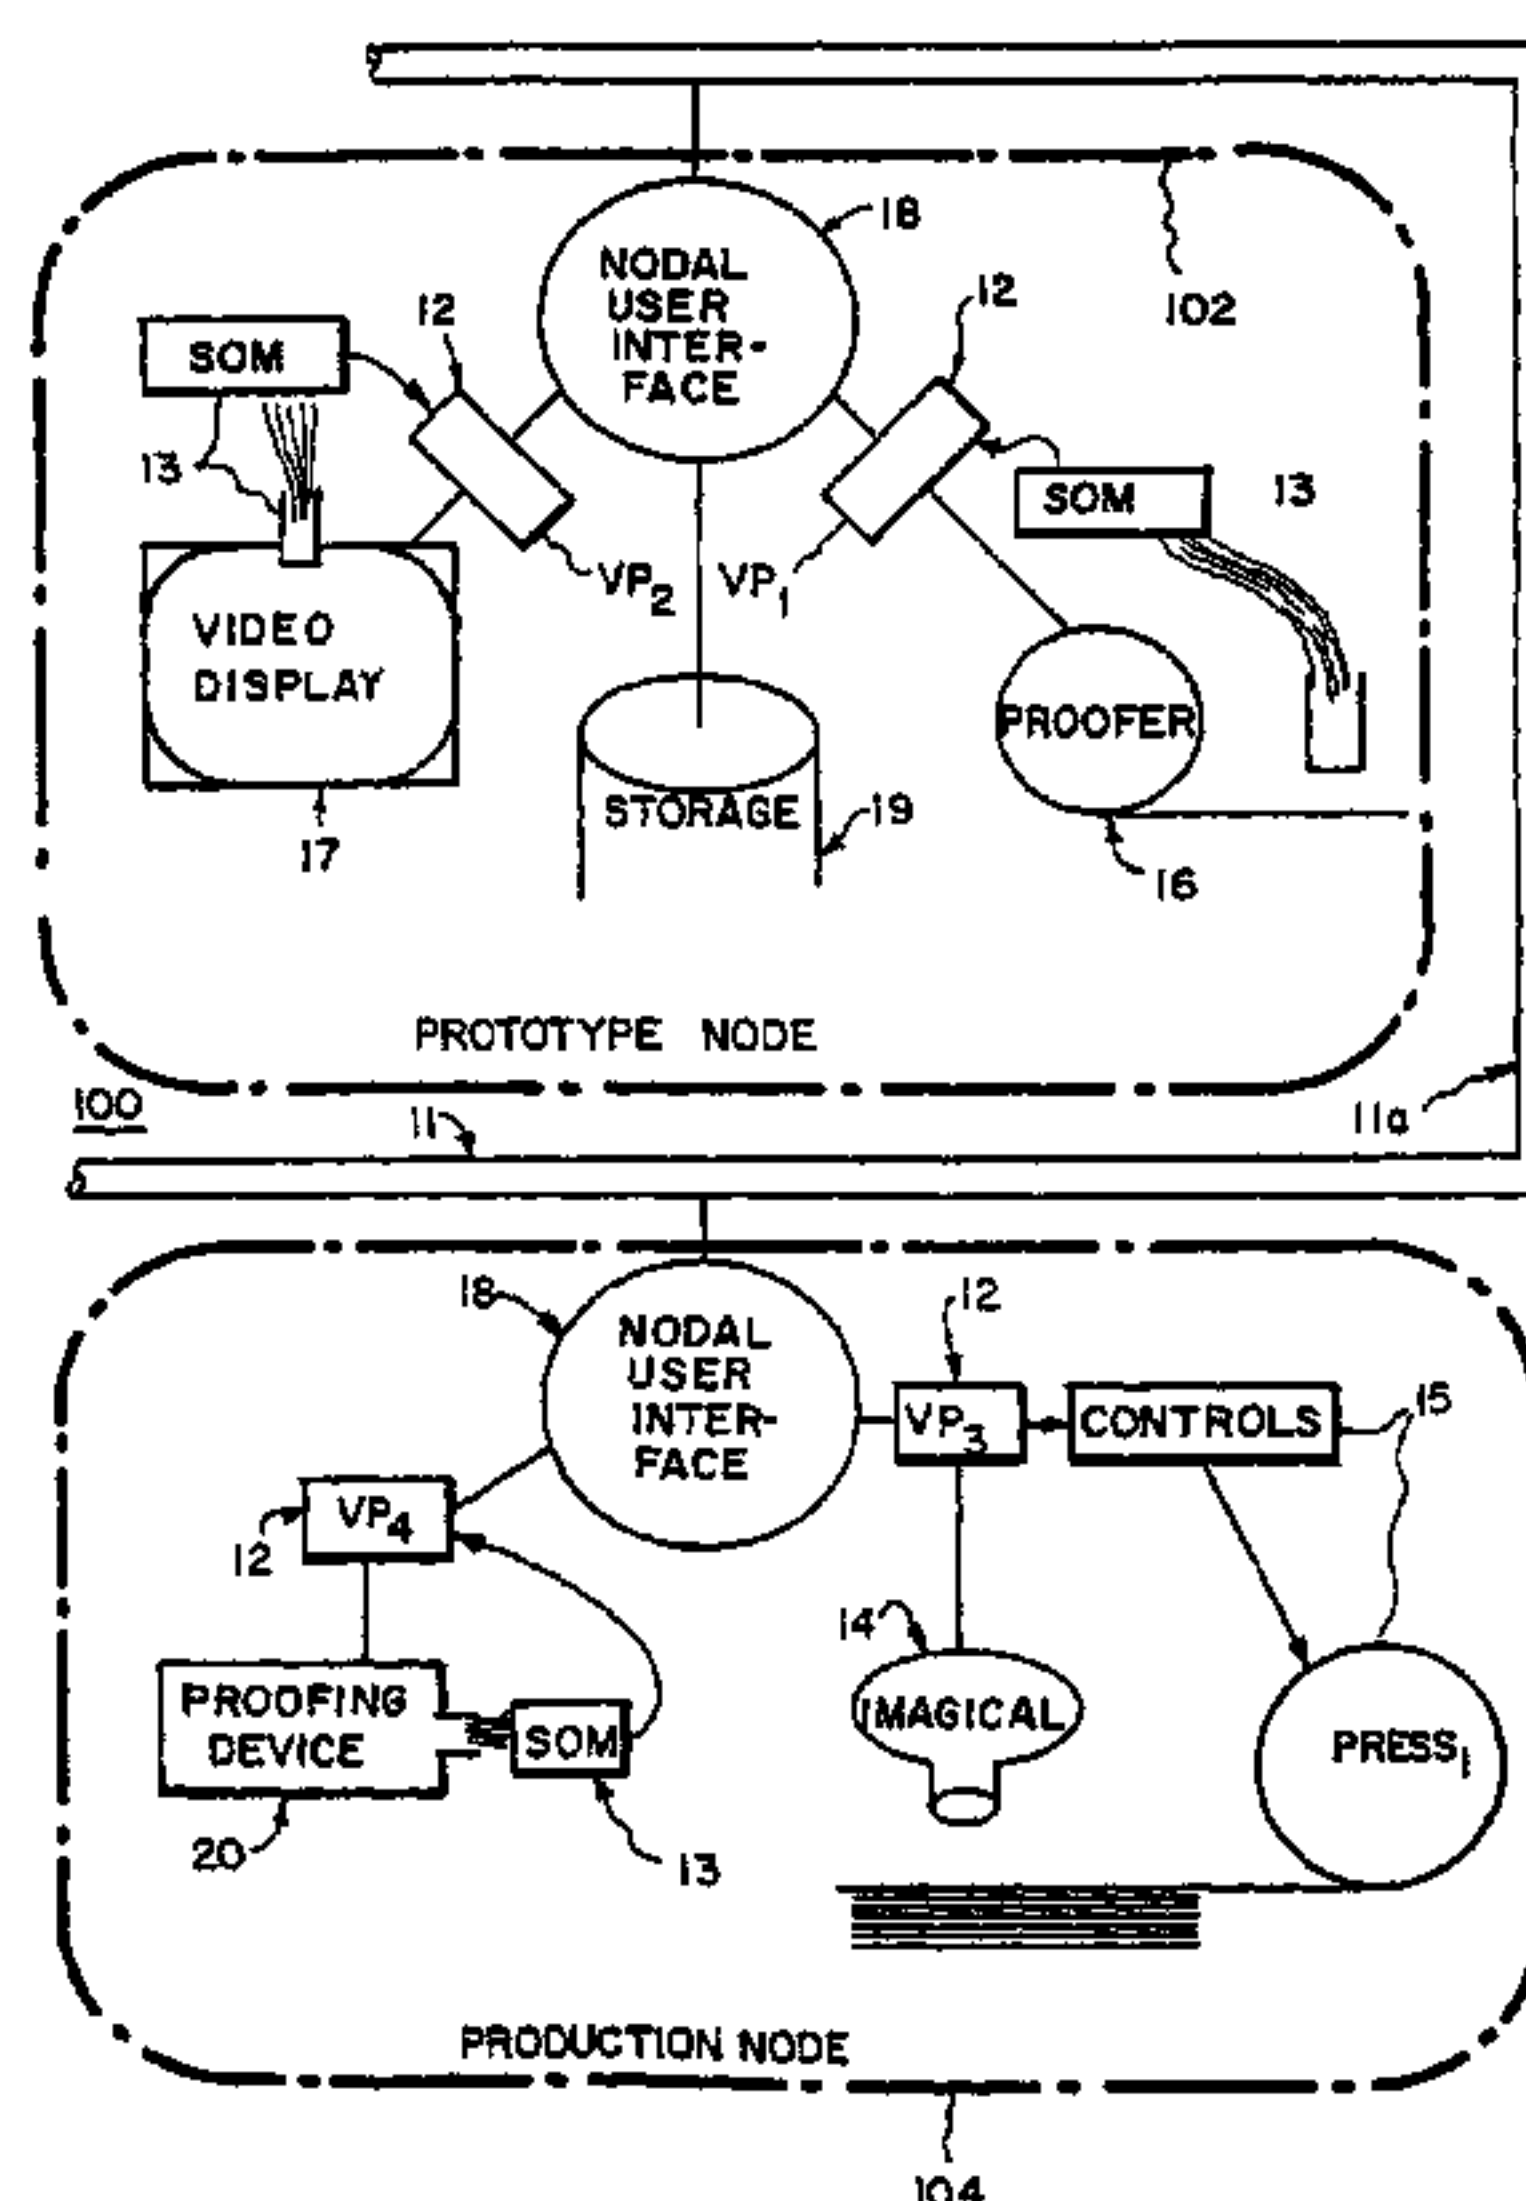 18
NODAL
USER
INTER-
FACE
12
12
102
SOM
13
SOM
13
VP2
VP1
VIDEO
DISPLAY
PROOFER
STORAGE
19
17
16
PROTOTYPE NODE
100
11
11a
18
12
NODAL
USER
INTER-
FACE
VP3
CONTROLS
15
VP4
12
14
PROOFING
DEVICE
SOM
IMAGICAL
PRESS1
20
13
PRODUCTION NODE
104